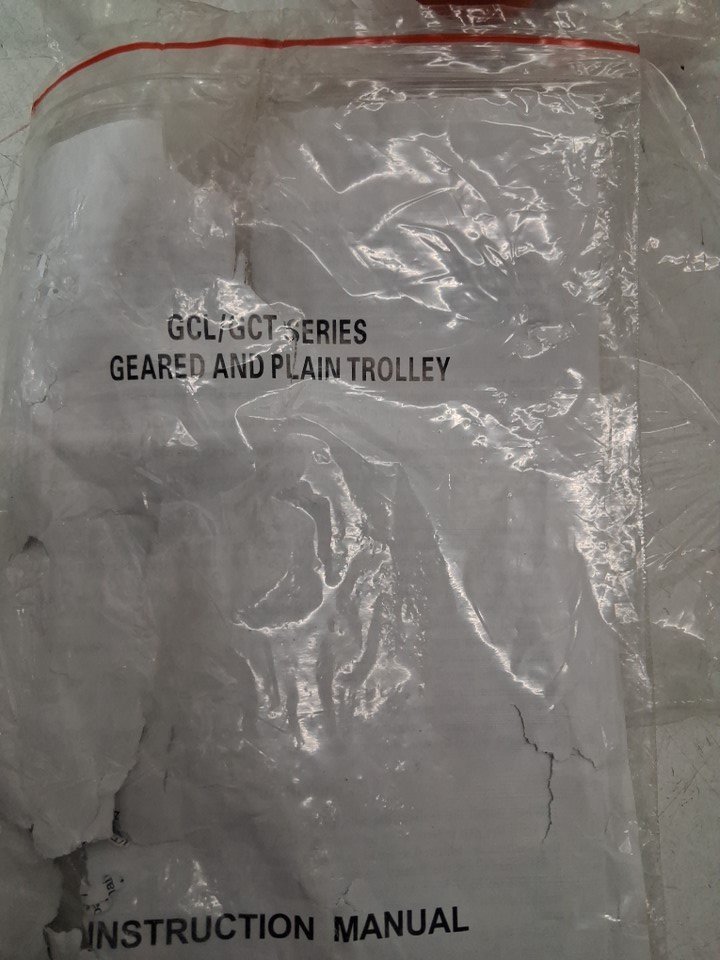 GCL/GCT SERIES
GEARED AND PLAIN TROLLEY
INSTRUCTION MANUAL